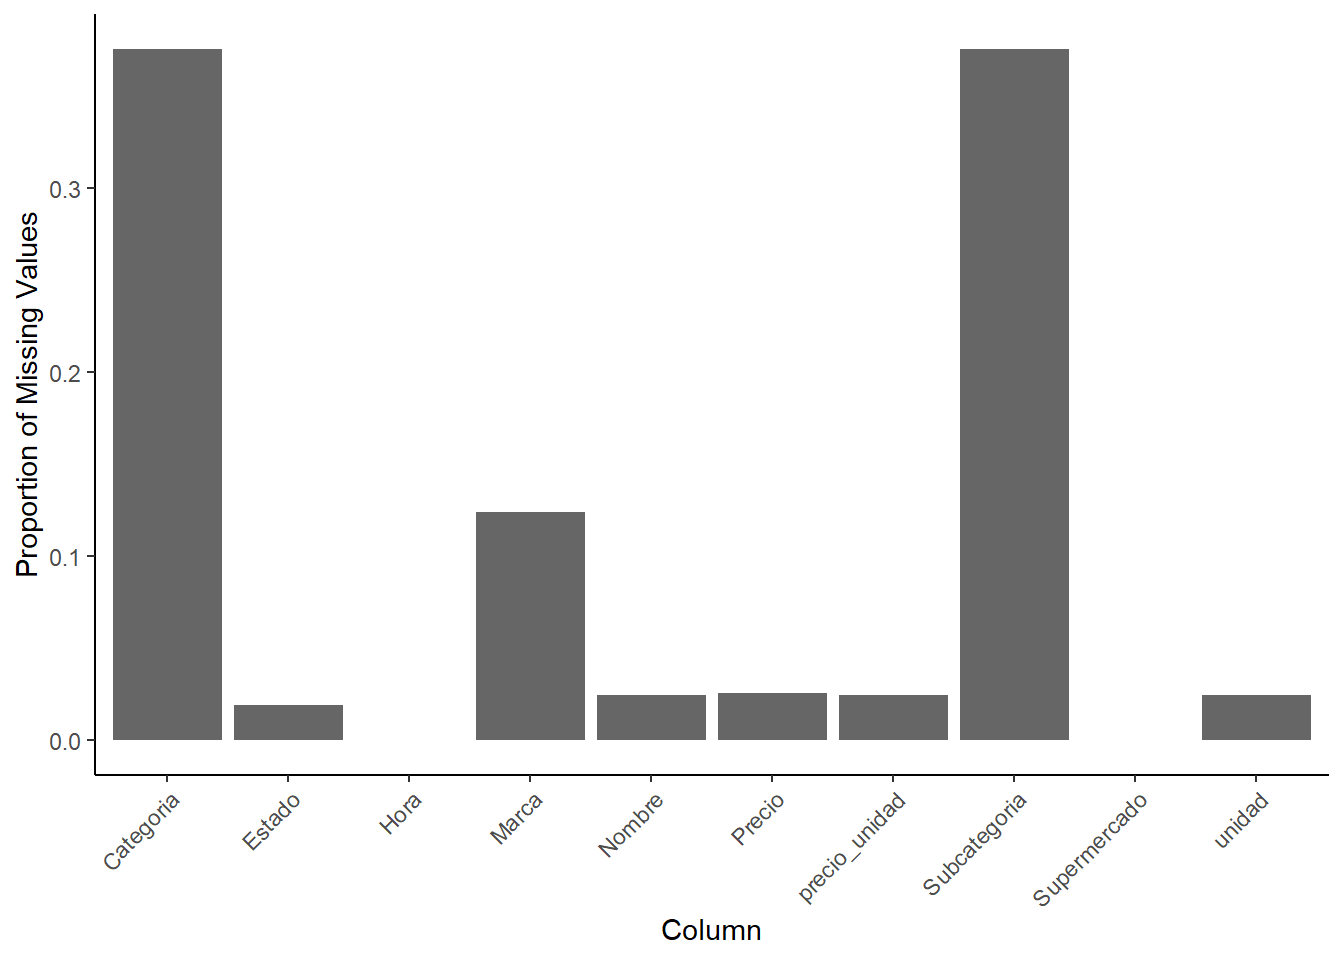 Proportion of Missing Values
0.3
0.2
0.1
0.0
Categoria
Estado
Hora
Marca
Nombre
Precio
precio_unidad
Subcategoria
Supermercado
unidad
Column